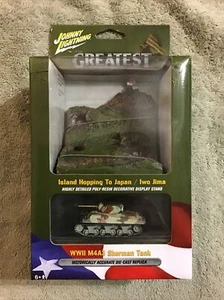 JOHNNY
LIGHTNING
GREATEST
Island Hopping To Japan / Iwo Jima
HIGHLY DETAILED POLY-RESIN DECORATIVE DISPLAY STAND
WWII M4A3 Sherman Tank
HISTORICALLY ACCURATE DIE-CAST REPLICA